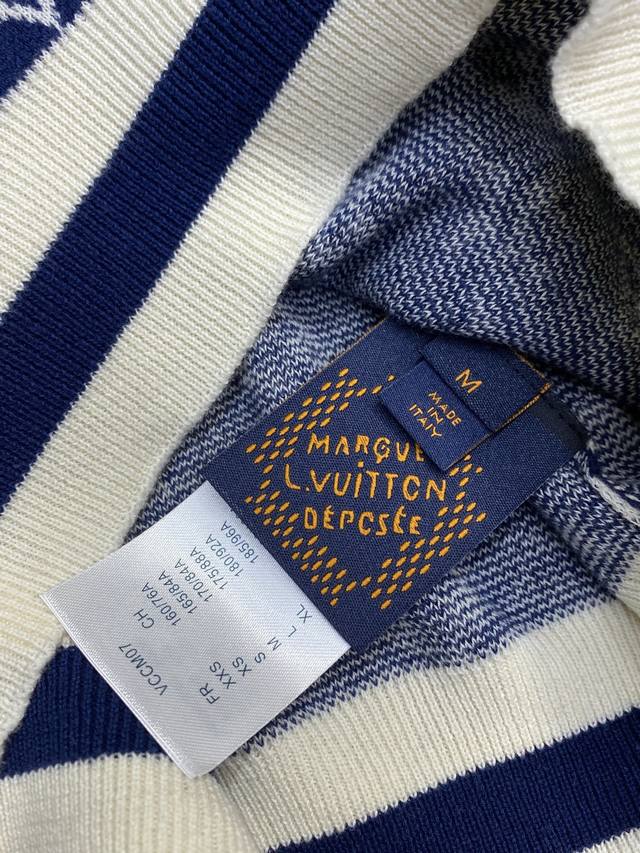 M
MADE
IN
ITALY
MARQUE
L.VUITTON
DÉPOSÉE
VCCM07
FR CH
XXS 160/76A
XS 165/84A
S 170/84A
M 175/88A
L 180/92A
XL 185/96A